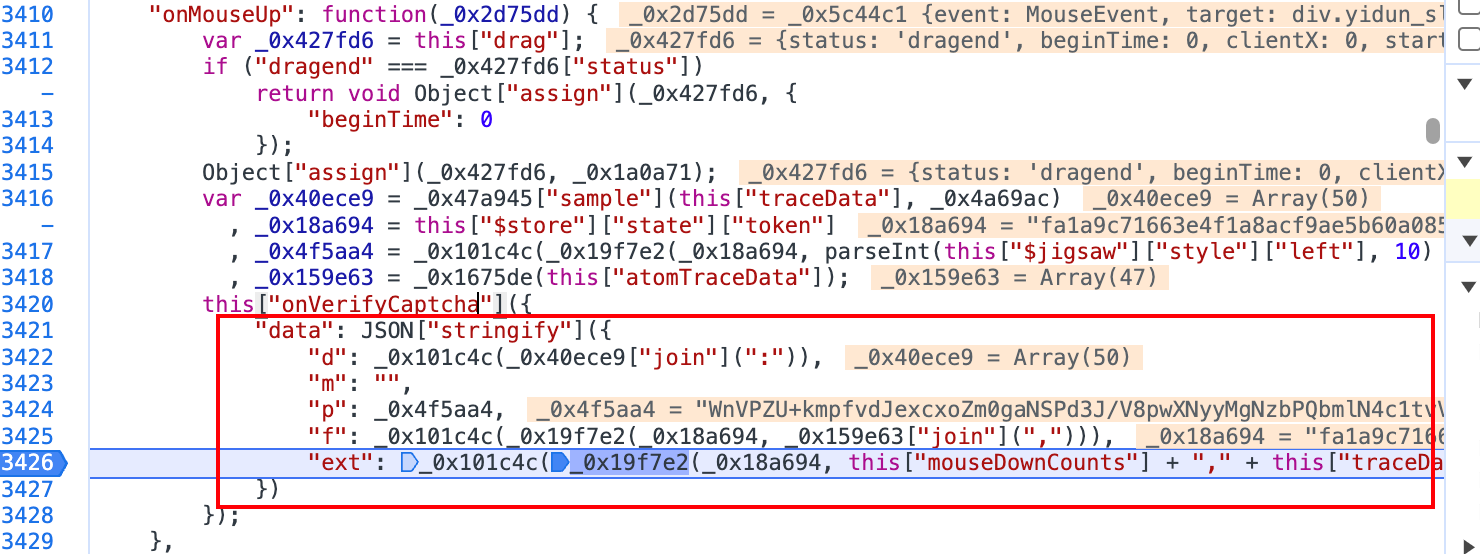 3410 "onMouseUp": function(_0x2d75dd) { _0x2d75dd = _0x5c44c1 {event: MouseEvent, target: div.yidun_sl
3411 var _0x427fd6 = this["drag"]; _0x427fd6 = {status: 'dragend', beginTime: 0, clientX: 0, start
3412 if ("dragend" === _0x427fd6["status"])
- return void Object["assign"](_0x427fd6, {
3413 "beginTime": 0
3414 });
3415 Object["assign"](_0x427fd6, _0x1a0a71); _0x427fd6 = {status: 'dragend', beginTime: 0, clientX
3416 var _0x40ece9 = _0x47a945["sample"](this["traceData"], _0x4a69ac) _0x40ece9 = Array(50)
- , _0x18a694 = this["$store"]["state"]["token"] _0x18a694 = "fa1a9c71663e4f1a8acf9ae5b60a085
3417 , _0x4f5aa4 = _0x101c4c(_0x19f7e2(_0x18a694, parseInt(this["$jigsaw"]["style"]["left"], 10)
3418 , _0x159e63 = _0x1675de(this["atomTraceData"]); _0x159e63 = Array(47)
3420 this["onVerifyCaptcha"]({
3421 "data": JSON["stringify"]({
3422 "d": _0x101c4c(_0x40ece9["join"](":")), _0x40ece9 = Array(50)
3423 "m": "",
3424 "p": _0x4f5aa4, _0x4f5aa4 = "WnVPZU+kmpfvdJexcxoZm0gaNSPd3J/V8pwXNyyMgNzbPQbmlN4c1tvV
3425 "f": _0x101c4c(_0x19f7e2(_0x18a694, _0x159e63["join"](","))), _0x18a694 = "fa1a9c7166
3426 "ext": _0x101c4c(_0x19f7e2(_0x18a694, this["mouseDownCounts"] + "," + this["traceDa
3427 })
3428 });
3429 },